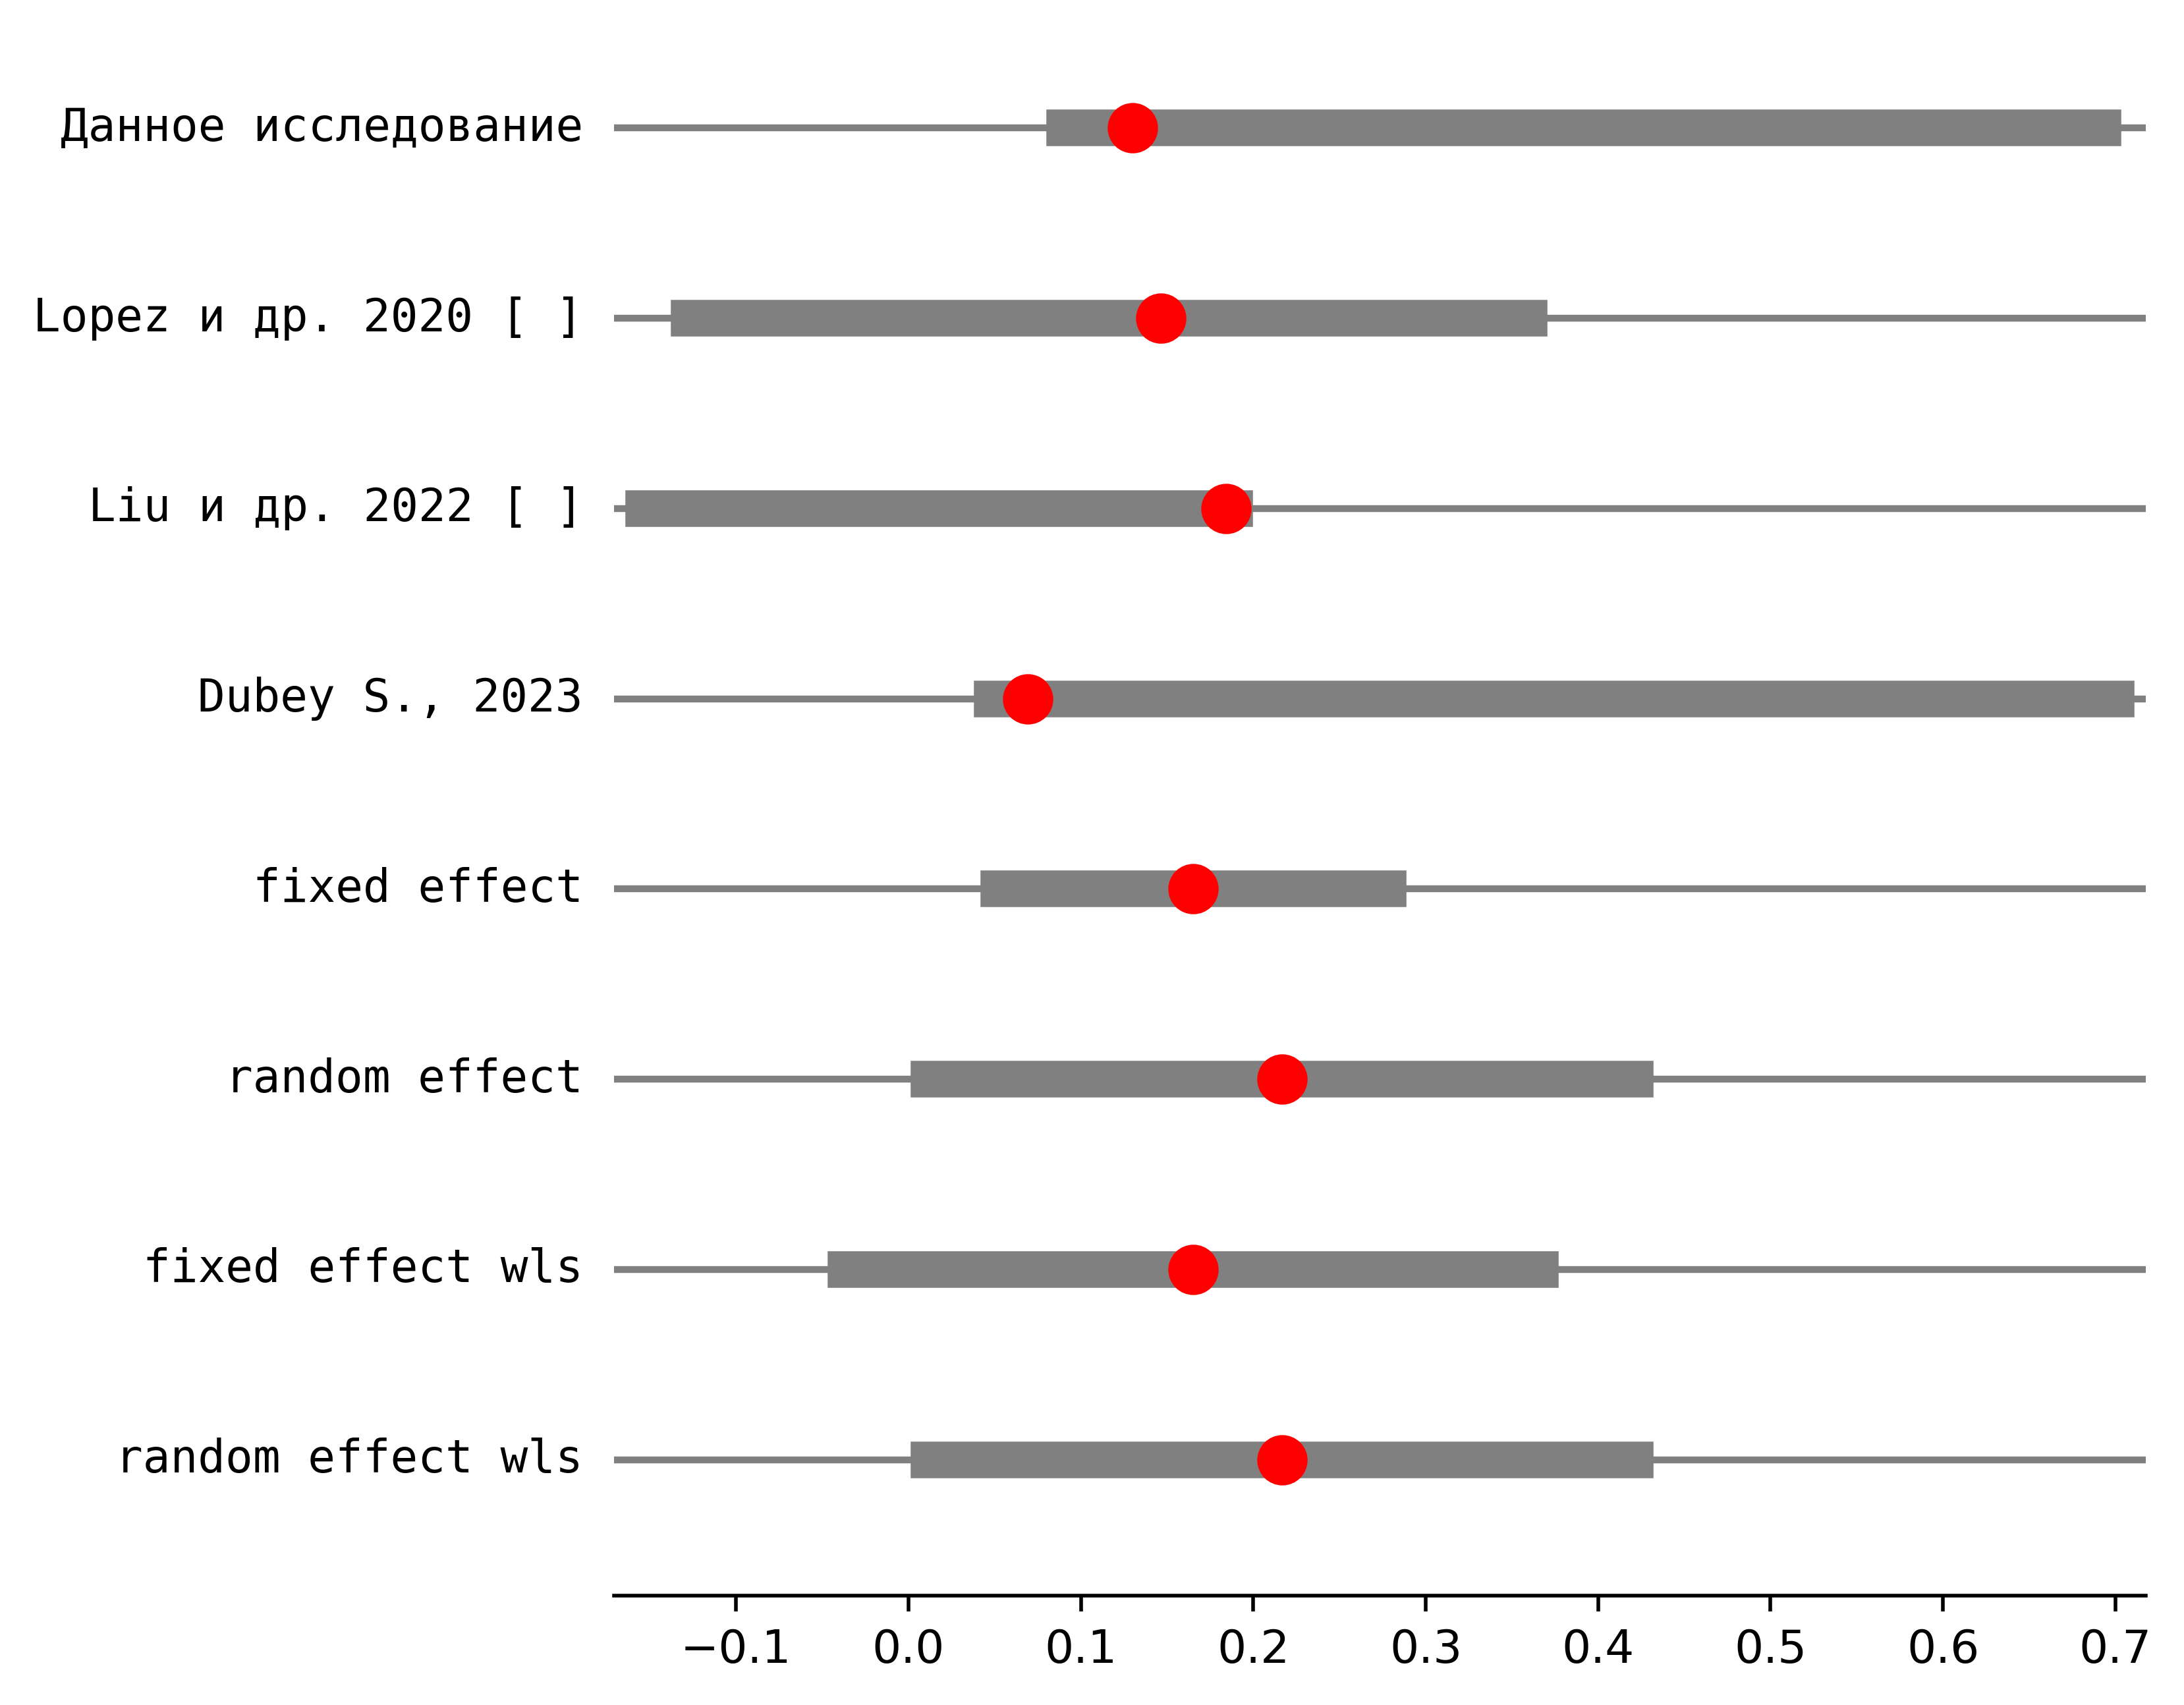 Данное исследование
Lopez и др. 2020 [ ]
Liu и др. 2022 [ ]
Dubey S., 2023
fixed effect
random effect
fixed effect wls
random effect wls
−0.1 0.0 0.1 0.2 0.3 0.4 0.5 0.6 0.7